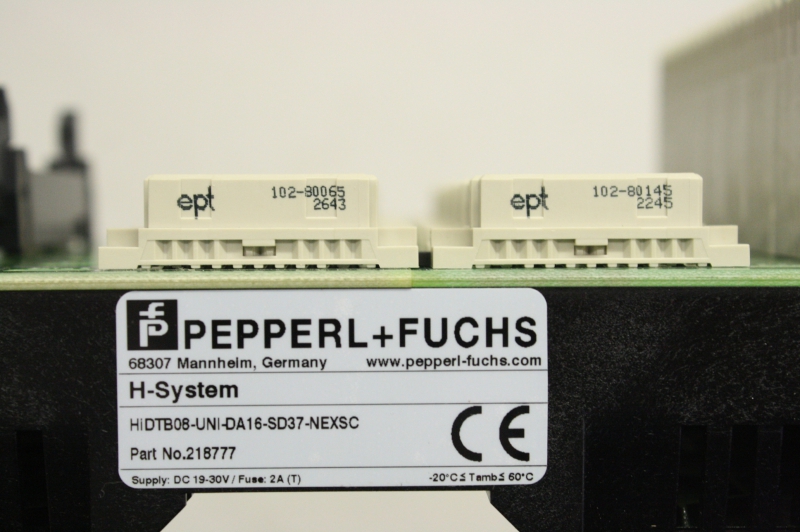 ept 102-80065
2643
ept 102-80145
2245
PEPPERL+FUCHS
68307 Mannheim, Germany www.pepperl-fuchs.com
H-System
HiDTB08-UNI-DA16-SD37-NEXSC
Part No.218777
CE
Supply: DC 19-30V / Fuse: 2A (T) -20°C ≤ Tamb ≤ 60°C